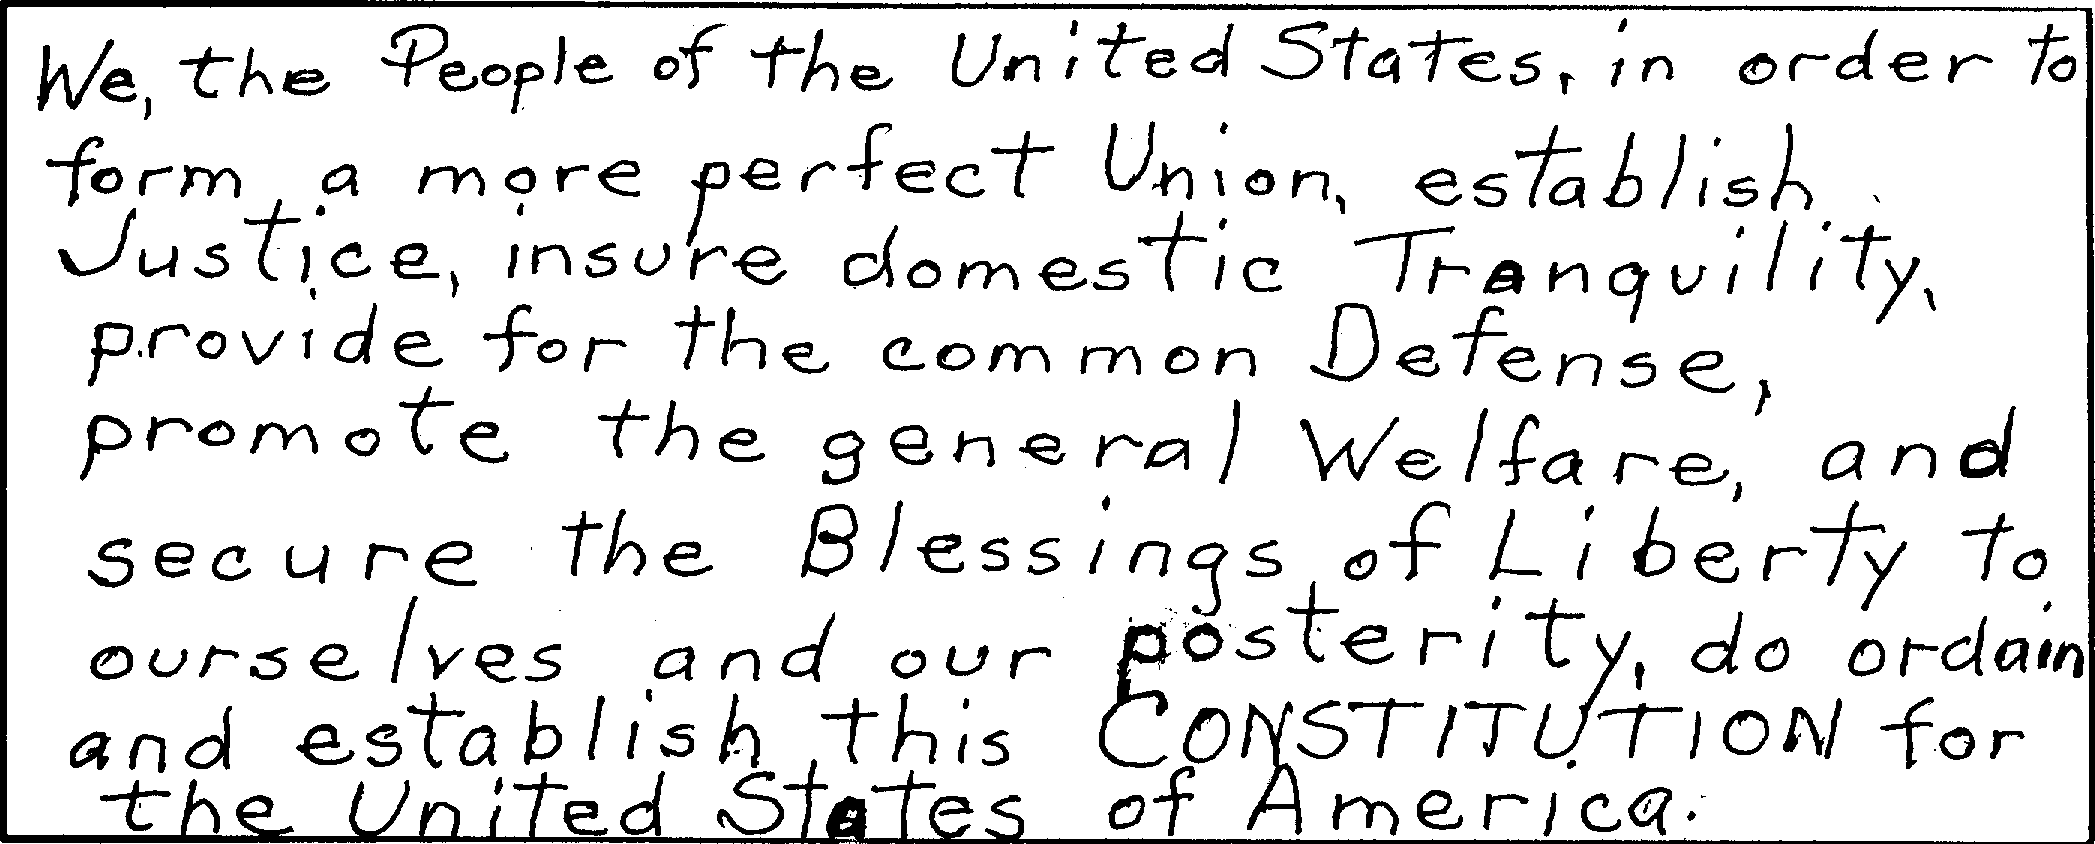 We, the People of the United States, in order to
form a more perfect Union, establish
Justice, insure domestic Tranquility,
provide for the common Defense,
promote the general Welfare, and
secure the Blessings of Liberty to
ourselves and our posterity, do ordain
and establish this CONSTITUTION for
the United States of America.